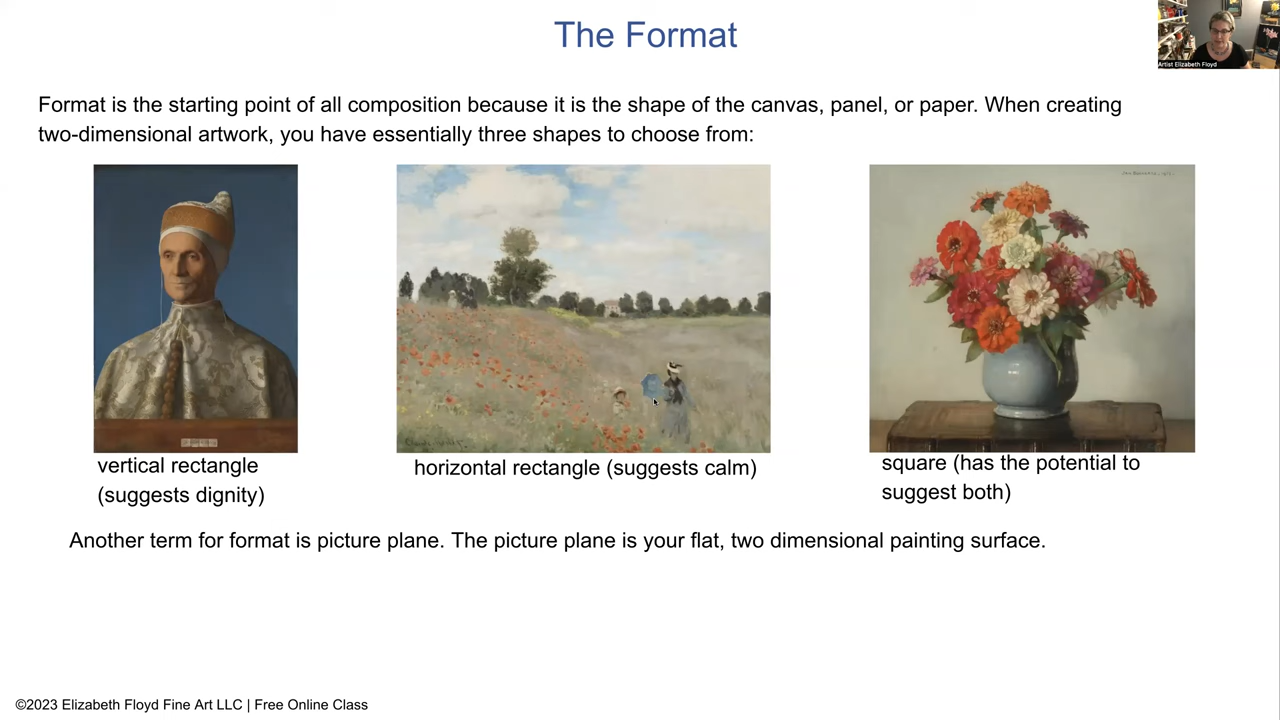 The Format
Artist Elizabeth Floyd
Format is the starting point of all composition because it is the shape of the canvas, panel, or paper. When creating
two-dimensional artwork, you have essentially three shapes to choose from:
vertical rectangle
(suggests dignity)
horizontal rectangle (suggests calm)
square (has the potential to
suggest both)
Another term for format is picture plane. The picture plane is your flat, two dimensional painting surface.
©2023 Elizabeth Floyd Fine Art LLC | Free Online Class